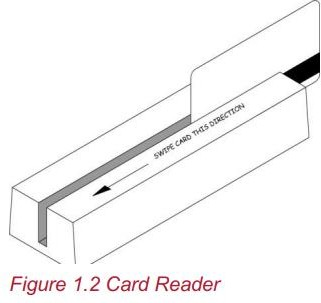 SWIPE CARD THIS DIRECTION
Figure 1.2 Card Reader